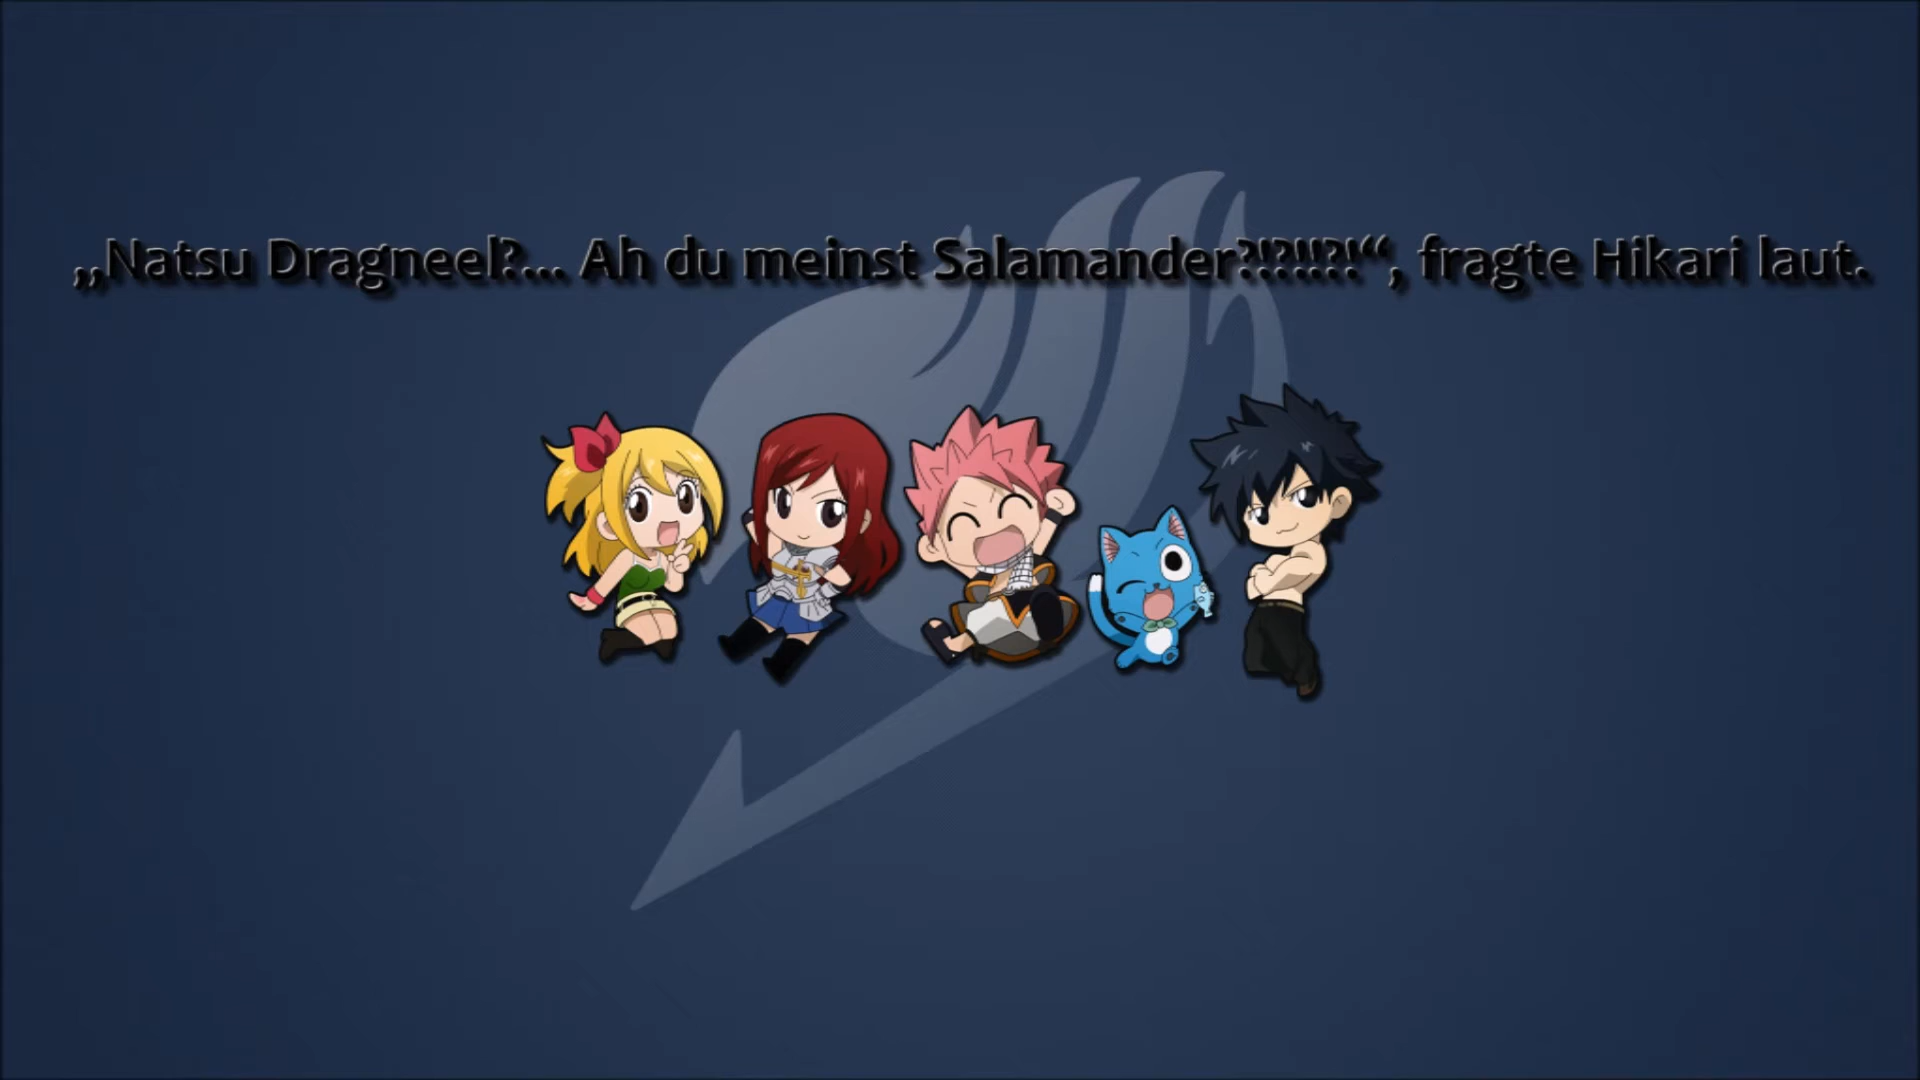 „Natsu Dragneel?... Ah du meinst Salamander?!?!!?!“, fragte Hikari laut.